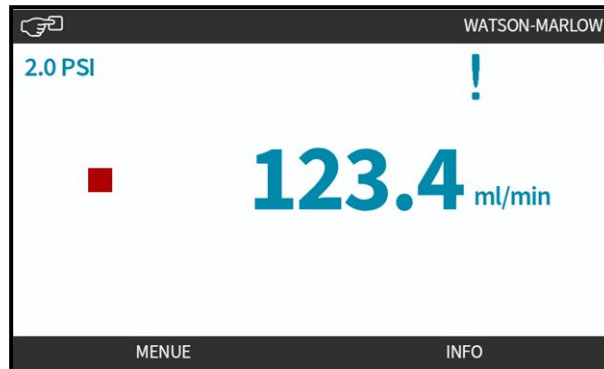 WATSON-MARLOW
2.0 PSI
!
123.4 ml/min
MENUE
INFO